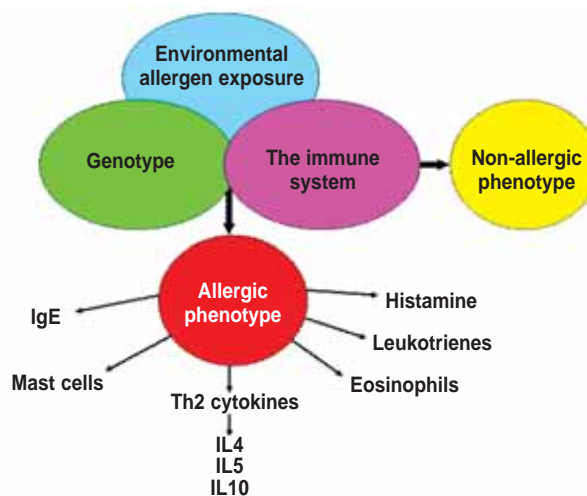 Environmental
allergen exposure
Genotype
The immune
system
Non-allergic
phenotype
Allergic
phenotype
IgE
Mast cells
Th2 cytokines
IL4
IL5
IL10
Histamine
Leukotrienes
Eosinophils